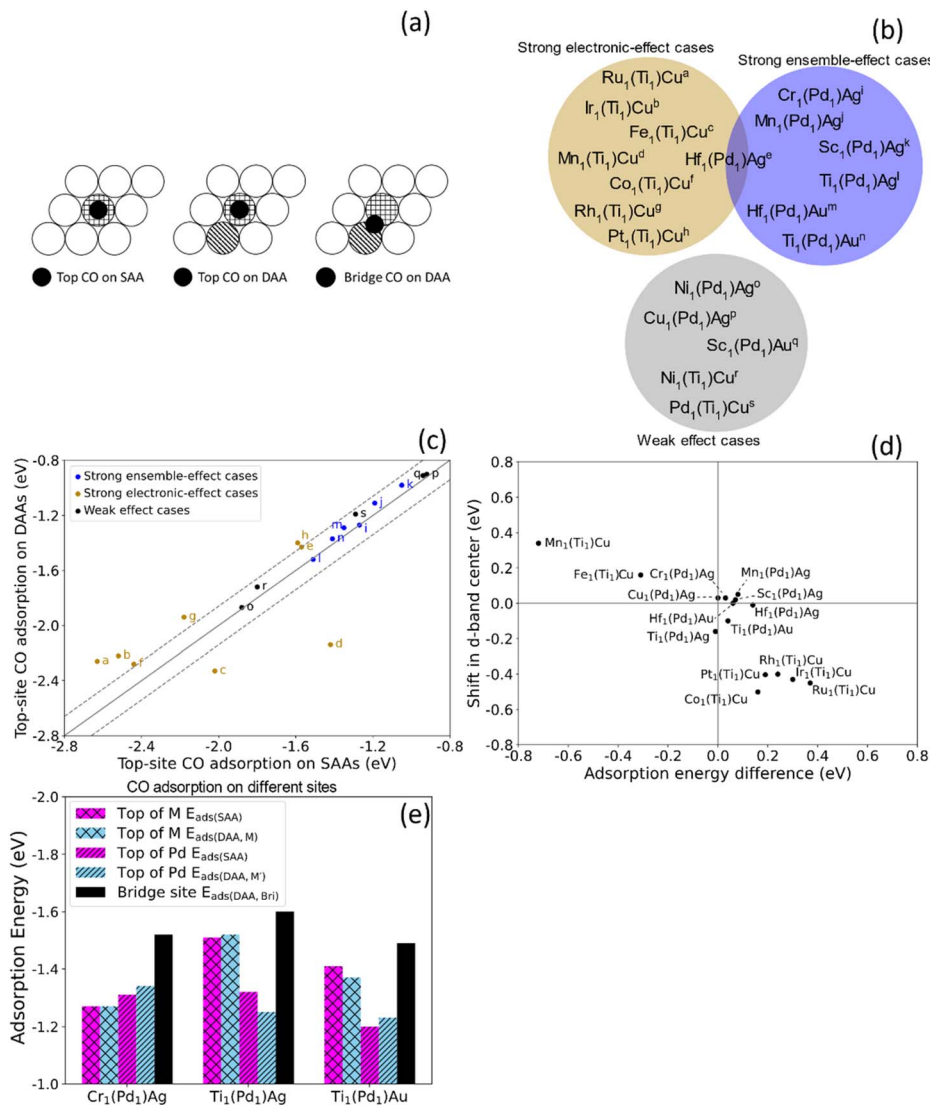 (a)
Top CO on SAA
Top CO on DAA
Bridge CO on DAA
(b)
Strong electronic-effect cases
Strong ensemble-effect cases
Ru₁(Ti₁)Cuᵃ
Ir₁(Ti₁)Cuᵇ
Fe₁(Ti₁)Cuᶜ
Mn₁(Ti₁)Cuᵈ
Hf₁(Pd₁)Agᵉ
Co₁(Ti₁)Cuᶠ
Rh₁(Ti₁)Cuᵍ
Pt₁(Ti₁)Cuʰ
Cr₁(Pd₁)Agⁱ
Mn₁(Pd₁)Agʲ
Sc₁(Pd₁)Agᵏ
Ti₁(Pd₁)Agˡ
Hf₁(Pd₁)Auᵐ
Ti₁(Pd₁)Auⁿ
Ni₁(Pd₁)Agᵒ
Cu₁(Pd₁)Agᵖ
Sc₁(Pd₁)Au^q
Ni₁(Ti₁)Cuʳ
Pd₁(Ti₁)Cuˢ
Weak effect cases
(c)
Top-site CO adsorption on DAAs (eV)
-0.8
-1.2
-1.6
-2.0
-2.4
-2.8
Strong ensemble-effect cases
Strong electronic-effect cases
Weak effect cases
q
p
k
j
s
m
i
h
n
e
l
r
o
g
d
b
a
f
c
-2.8
-2.4
-2.0
-1.6
-1.2
-0.8
Top-site CO adsorption on SAAs (eV)
(d)
Shift in d-band center (eV)
0.8
0.6
0.4
0.2
0.0
-0.2
-0.4
-0.6
-0.8
Mn₁(Ti₁)Cu
Fe₁(Ti₁)Cu
Cr₁(Pd₁)Ag
Mn₁(Pd₁)Ag
Cu₁(Pd₁)Ag
Sc₁(Pd₁)Ag
Hf₁(Pd₁)Au
Hf₁(Pd₁)Ag
Ti₁(Pd₁)Ag
Ti₁(Pd₁)Au
Rh₁(Ti₁)Cu
Pt₁(Ti₁)Cu
Ir₁(Ti₁)Cu
Co₁(Ti₁)Cu
Ru₁(Ti₁)Cu
-0.8
-0.6
-0.4
-0.2
0.0
0.2
0.4
0.6
0.8
Adsorption energy difference (eV)
CO adsorption on different sites
(e)
Adsorption Energy (eV)
-2.0
-1.8
-1.6
-1.4
-1.2
-1.0
Top of M E_ads(SAA)
Top of M E_ads(DAA, M)
Top of Pd E_ads(SAA)
Top of Pd E_ads(DAA, M')
Bridge site E_ads(DAA, Bri)
Cr₁(Pd₁)Ag
Ti₁(Pd₁)Ag
Ti₁(Pd₁)Au